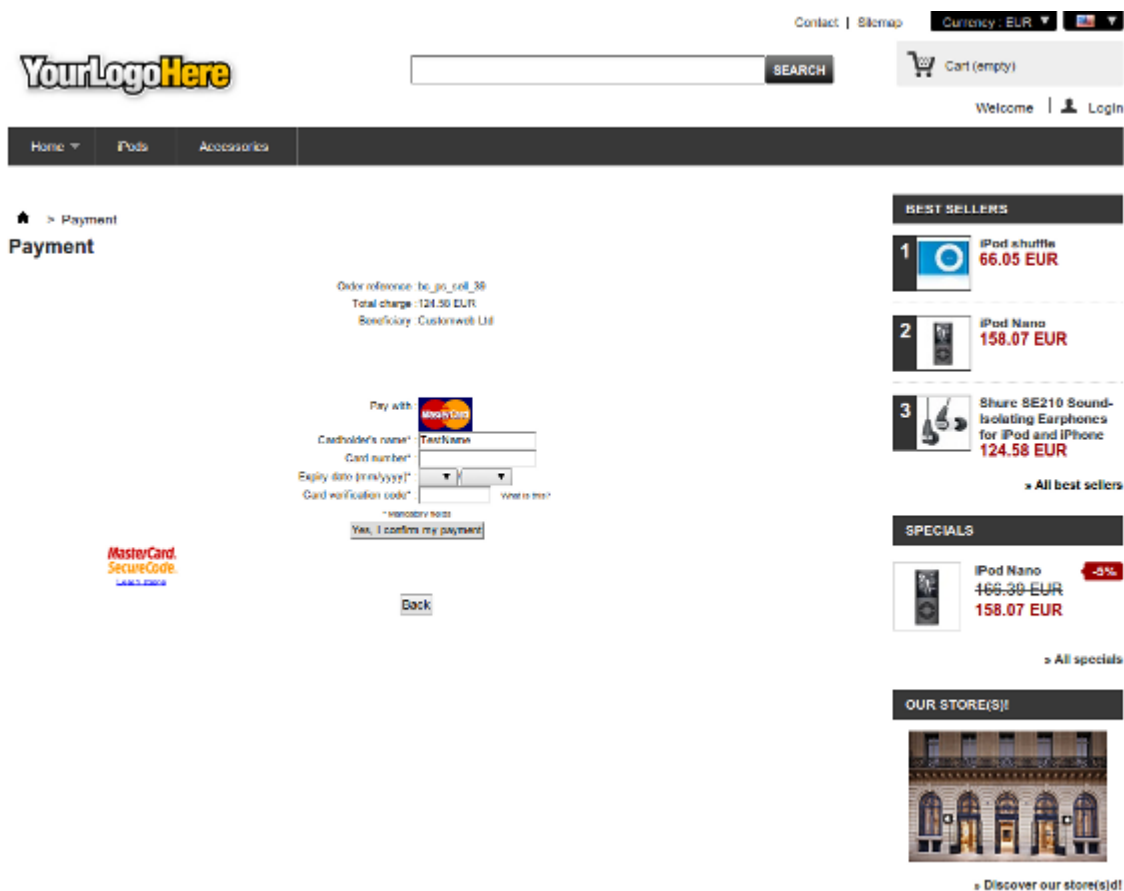 Contact | Sitemap Currency : EUR ▼
YourLogoHere
SEARCH
Cart (empty)
Welcome | Login
Home iPods Accessories
> Payment
Payment
Order reference :
Total charge : 124.58 EUR
Beneficiary : Customweb Ltd
Pay with :
MasterCard
Cardholder's name* : TestName
Card number* :
Expiry date (mm/yyyy)* : /
Card verification code* : What is this?
* Mandatory fields
Yes, I confirm my payment
MasterCard.
SecureCode.
Learn more
Back
BEST SELLERS
1 iPod shuffle
66.05 EUR
2 iPod Nano
158.07 EUR
3 Shure SE210 Sound-
Isolating Earphones
for iPod and iPhone
124.58 EUR
» All best sellers
SPECIALS
iPod Nano -5%
166.39 EUR
158.07 EUR
» All specials
OUR STORE(S)!
» Discover our store(s)d!